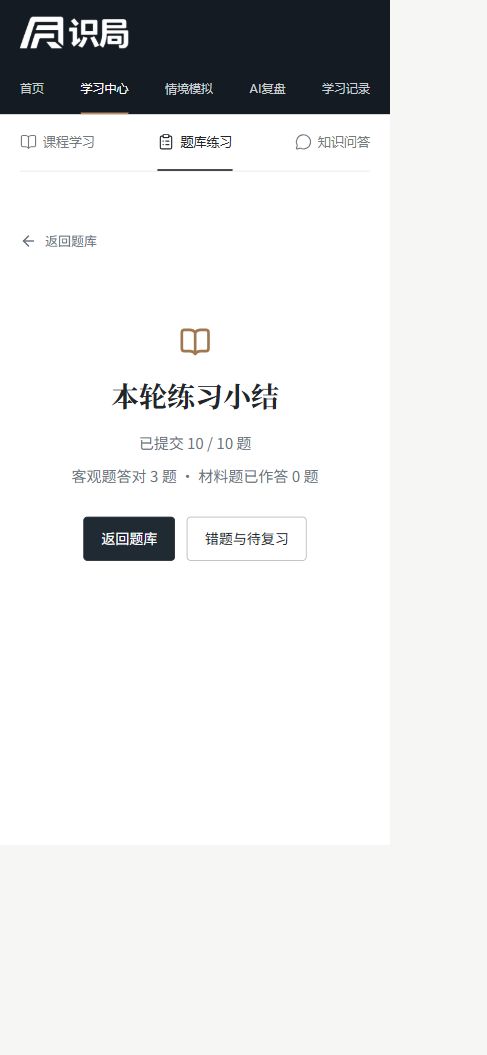 识局
首页 学习中心 情境模拟 AI复盘 学习记录
课程学习 题库练习 知识问答
返回题库
本轮练习小结
已提交 10 / 10 题
客观题答对 3 题 · 材料题已作答 0 题
返回题库 错题与待复习